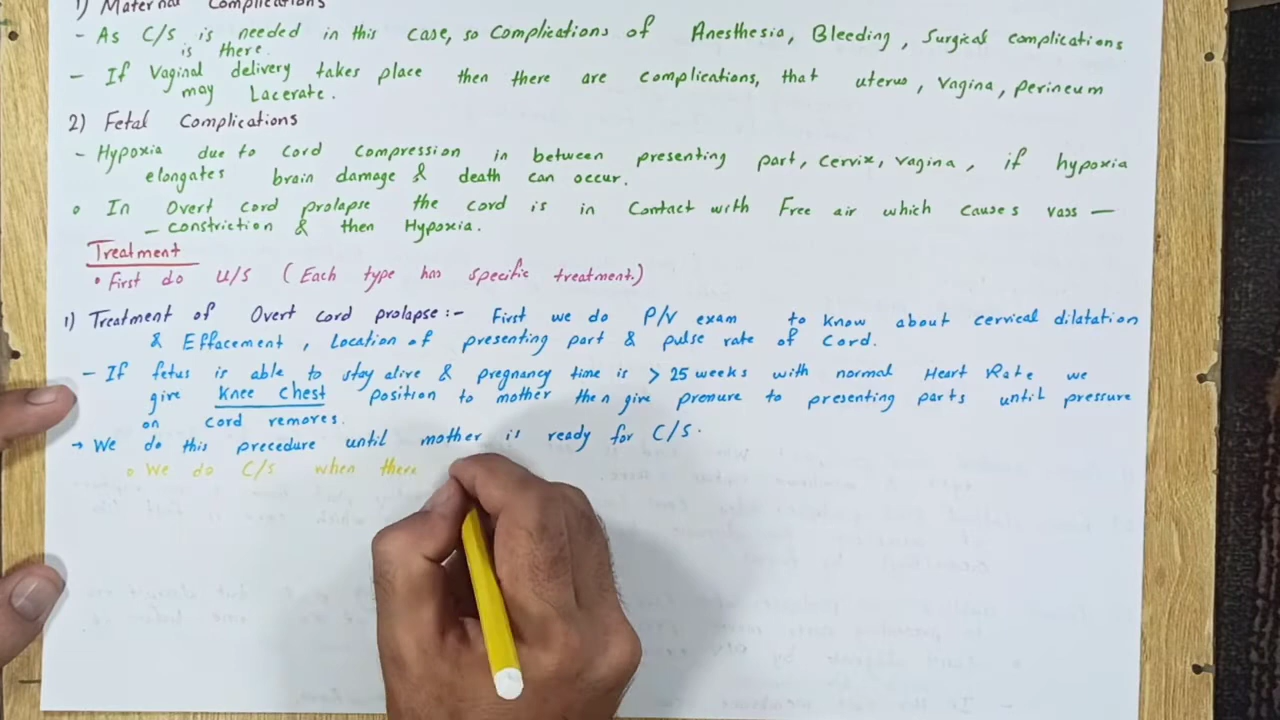 1) Maternal Complications
- As C/S is needed in this case, so Complications of Anesthesia, Bleeding, Surgical complications
is there.
- If Vaginal delivery takes place then there are complications, that uterus, vagina, perineum
may Lacerate.
2) Fetal Complications
- Hypoxia due to Cord Compression in between presenting part, cervix, vagina, if hypoxia
elongates brain damage & death can occur.
• In Overt cord prolapse the cord is in Contact with Free air which causes vaso —
— constriction & then Hypoxia.
Treatment
• First do U/S (Each type has specific treatment.)
1) Treatment of Overt cord prolapse:- First we do P/V exam to know about cervical dilatation
& Effacement, Location of presenting part & pulse rate of Cord.
- If fetus is able to stay alive & pregnancy time is > 25 weeks with normal Heart Rate we
give Knee Chest position to mother then give pressure to presenting parts until pressure
on cord removes.
→ We do this precedure until mother is ready for C/S.
• We do C/S when there